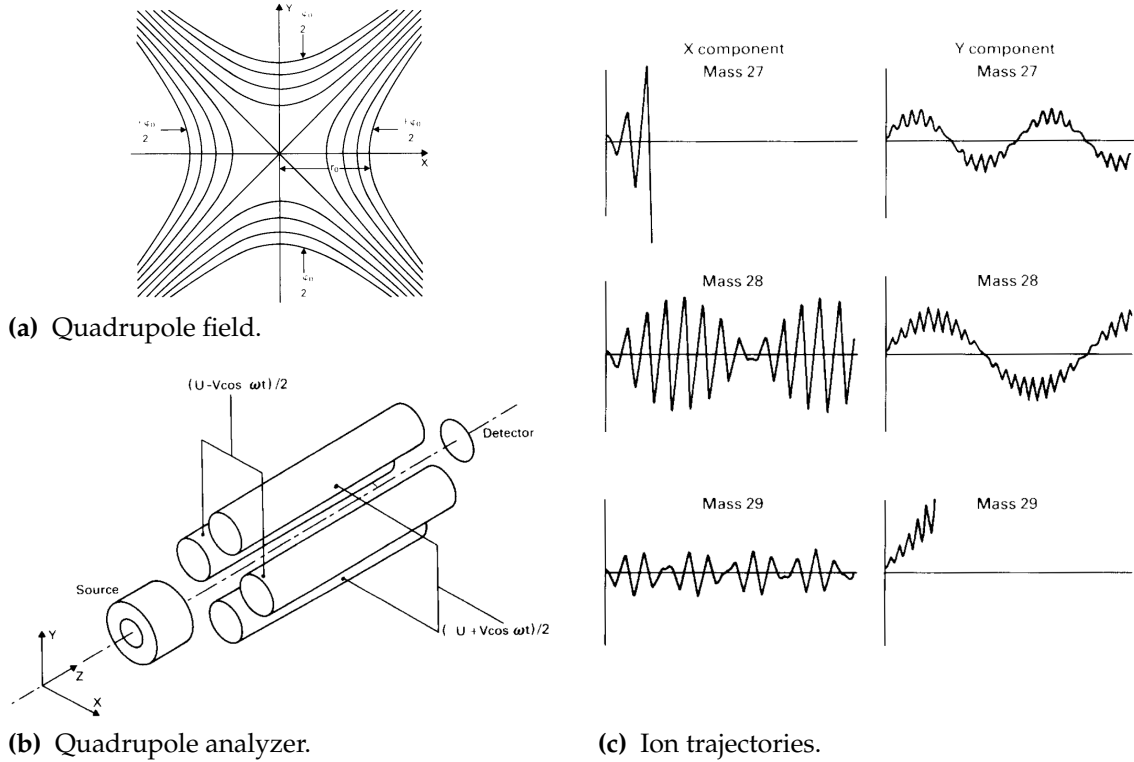 Y
2
2
2
X
r₀
2
(a) Quadrupole field.
(U-Vcos ωt)/2
Detector
Source
Y
Z
X
( U+Vcos ωt)/2
(b) Quadrupole analyzer.
X component
Mass 27
Y component
Mass 27
Mass 28
Mass 28
Mass 29
Mass 29
(c) Ion trajectories.